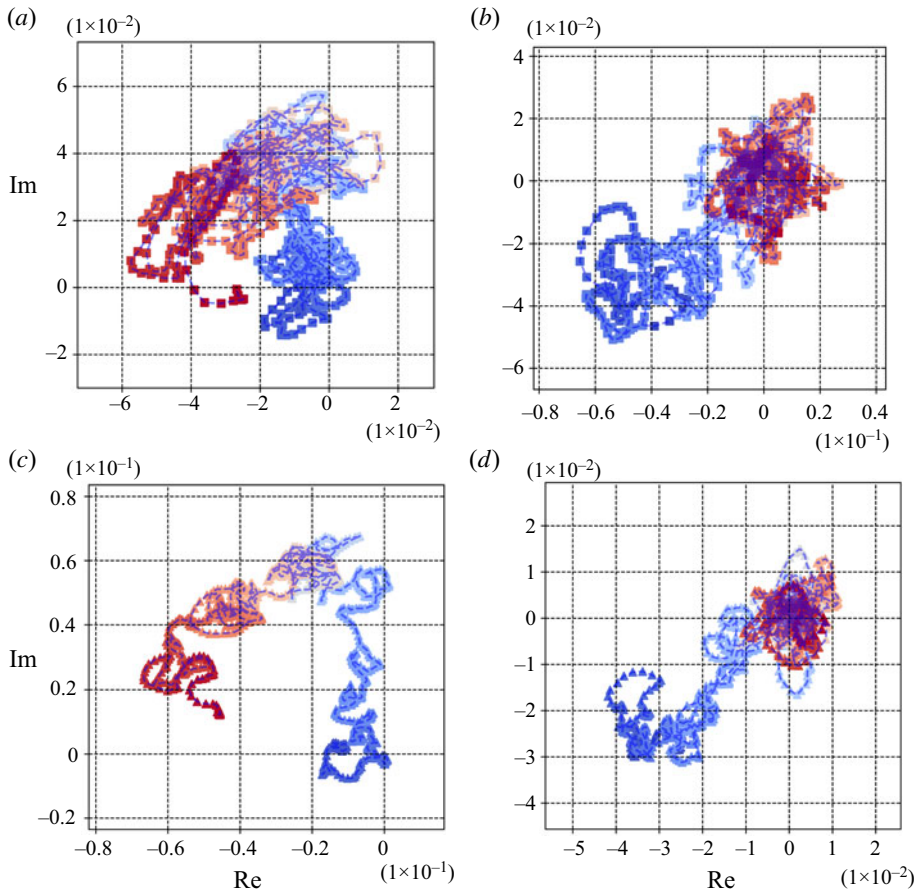 (a) (1×10⁻²)
6
4
Im
2
0
–2
–6 –4 –2 0 2
(1×10⁻²)
(b) (1×10⁻²)
4
2
0
–2
–4
–6
–0.8 –0.6 –0.4 –0.2 0 0.2 0.4
(1×10⁻¹)
(c) (1×10⁻¹)
0.8
0.6
0.4
Im
0.2
0
–0.2
–0.8 –0.6 –0.4 –0.2 0
Re (1×10⁻¹)
(d) (1×10⁻²)
2
1
0
–1
–2
–3
–4
–5 –4 –3 –2 –1 0 1 2
Re (1×10⁻²)